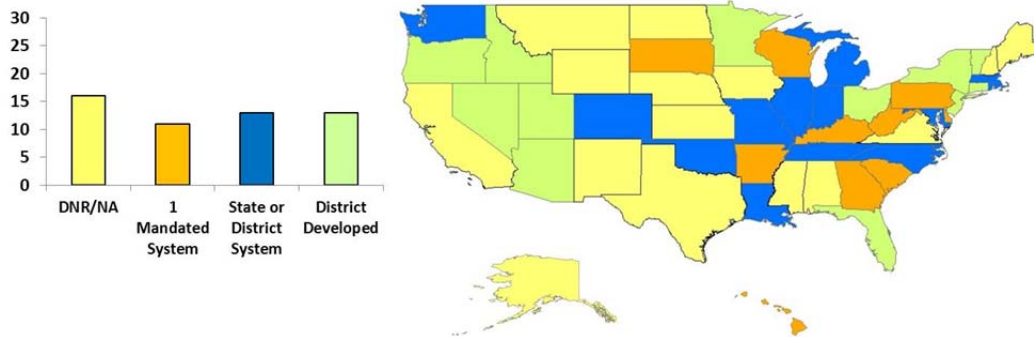 30
25
20
15
10
5
0
DNR/NA
1
Mandated
System
State or
District
System
District
Developed